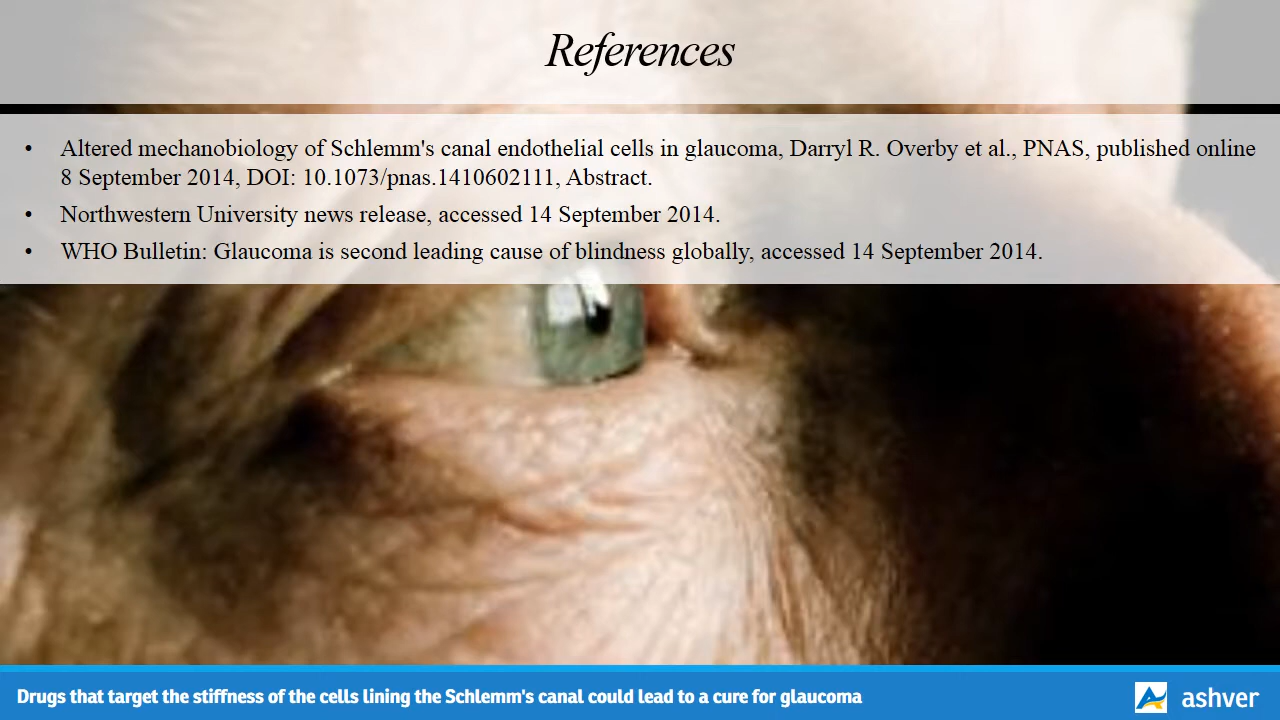 References
• Altered mechanobiology of Schlemm's canal endothelial cells in glaucoma, Darryl R. Overby et al., PNAS, published online
8 September 2014, DOI: 10.1073/pnas.1410602111, Abstract.
• Northwestern University news release, accessed 14 September 2014.
• WHO Bulletin: Glaucoma is second leading cause of blindness globally, accessed 14 September 2014.
Drugs that target the stiffness of the cells lining the Schlemm's canal could lead to a cure for glaucoma
ashver